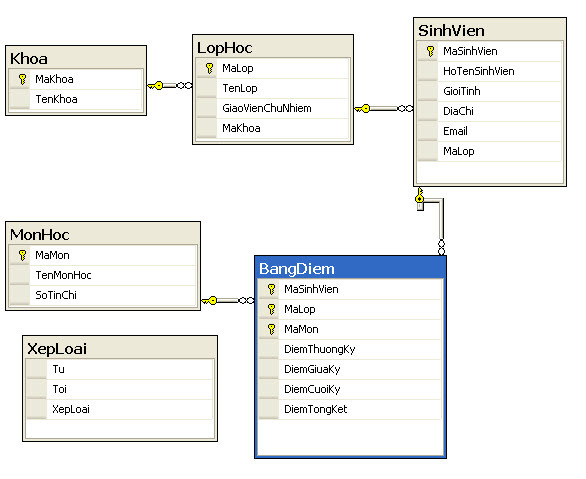 Khoa
MaKhoa
TenKhoa
LopHoc
MaLop
TenLop
GiaoVienChuNhiem
MaKhoa
SinhVien
MaSinhVien
HoTenSinhVien
GioiTinh
DiaChi
Email
MaLop
MonHoc
MaMon
TenMonHoc
SoTinChi
BangDiem
MaSinhVien
MaLop
MaMon
DiemThuongKy
DiemGiuaKy
DiemCuoiKy
DiemTongKet
XepLoai
Tu
Toi
XepLoai